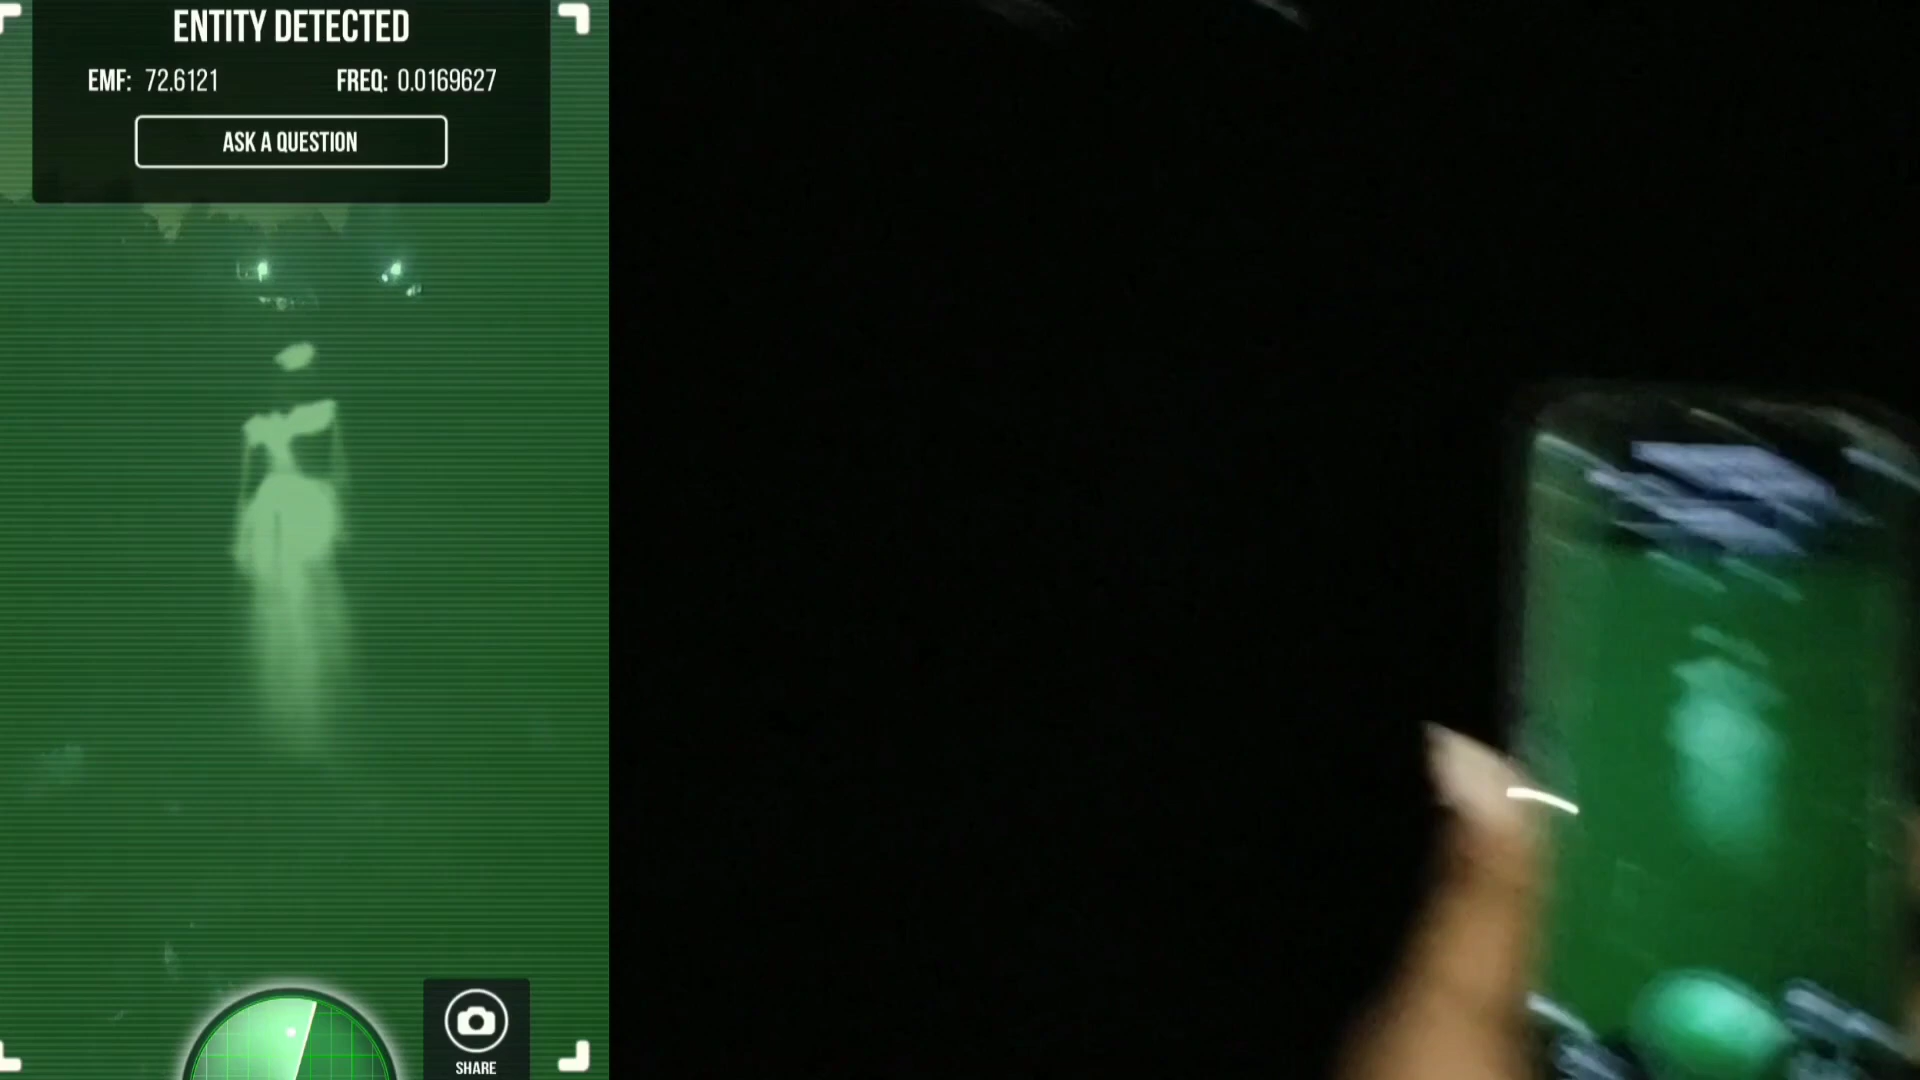 ENTITY DETECTED
EMF: 72.6121
FREQ: 0.0169627
ASK A QUESTION
SHARE